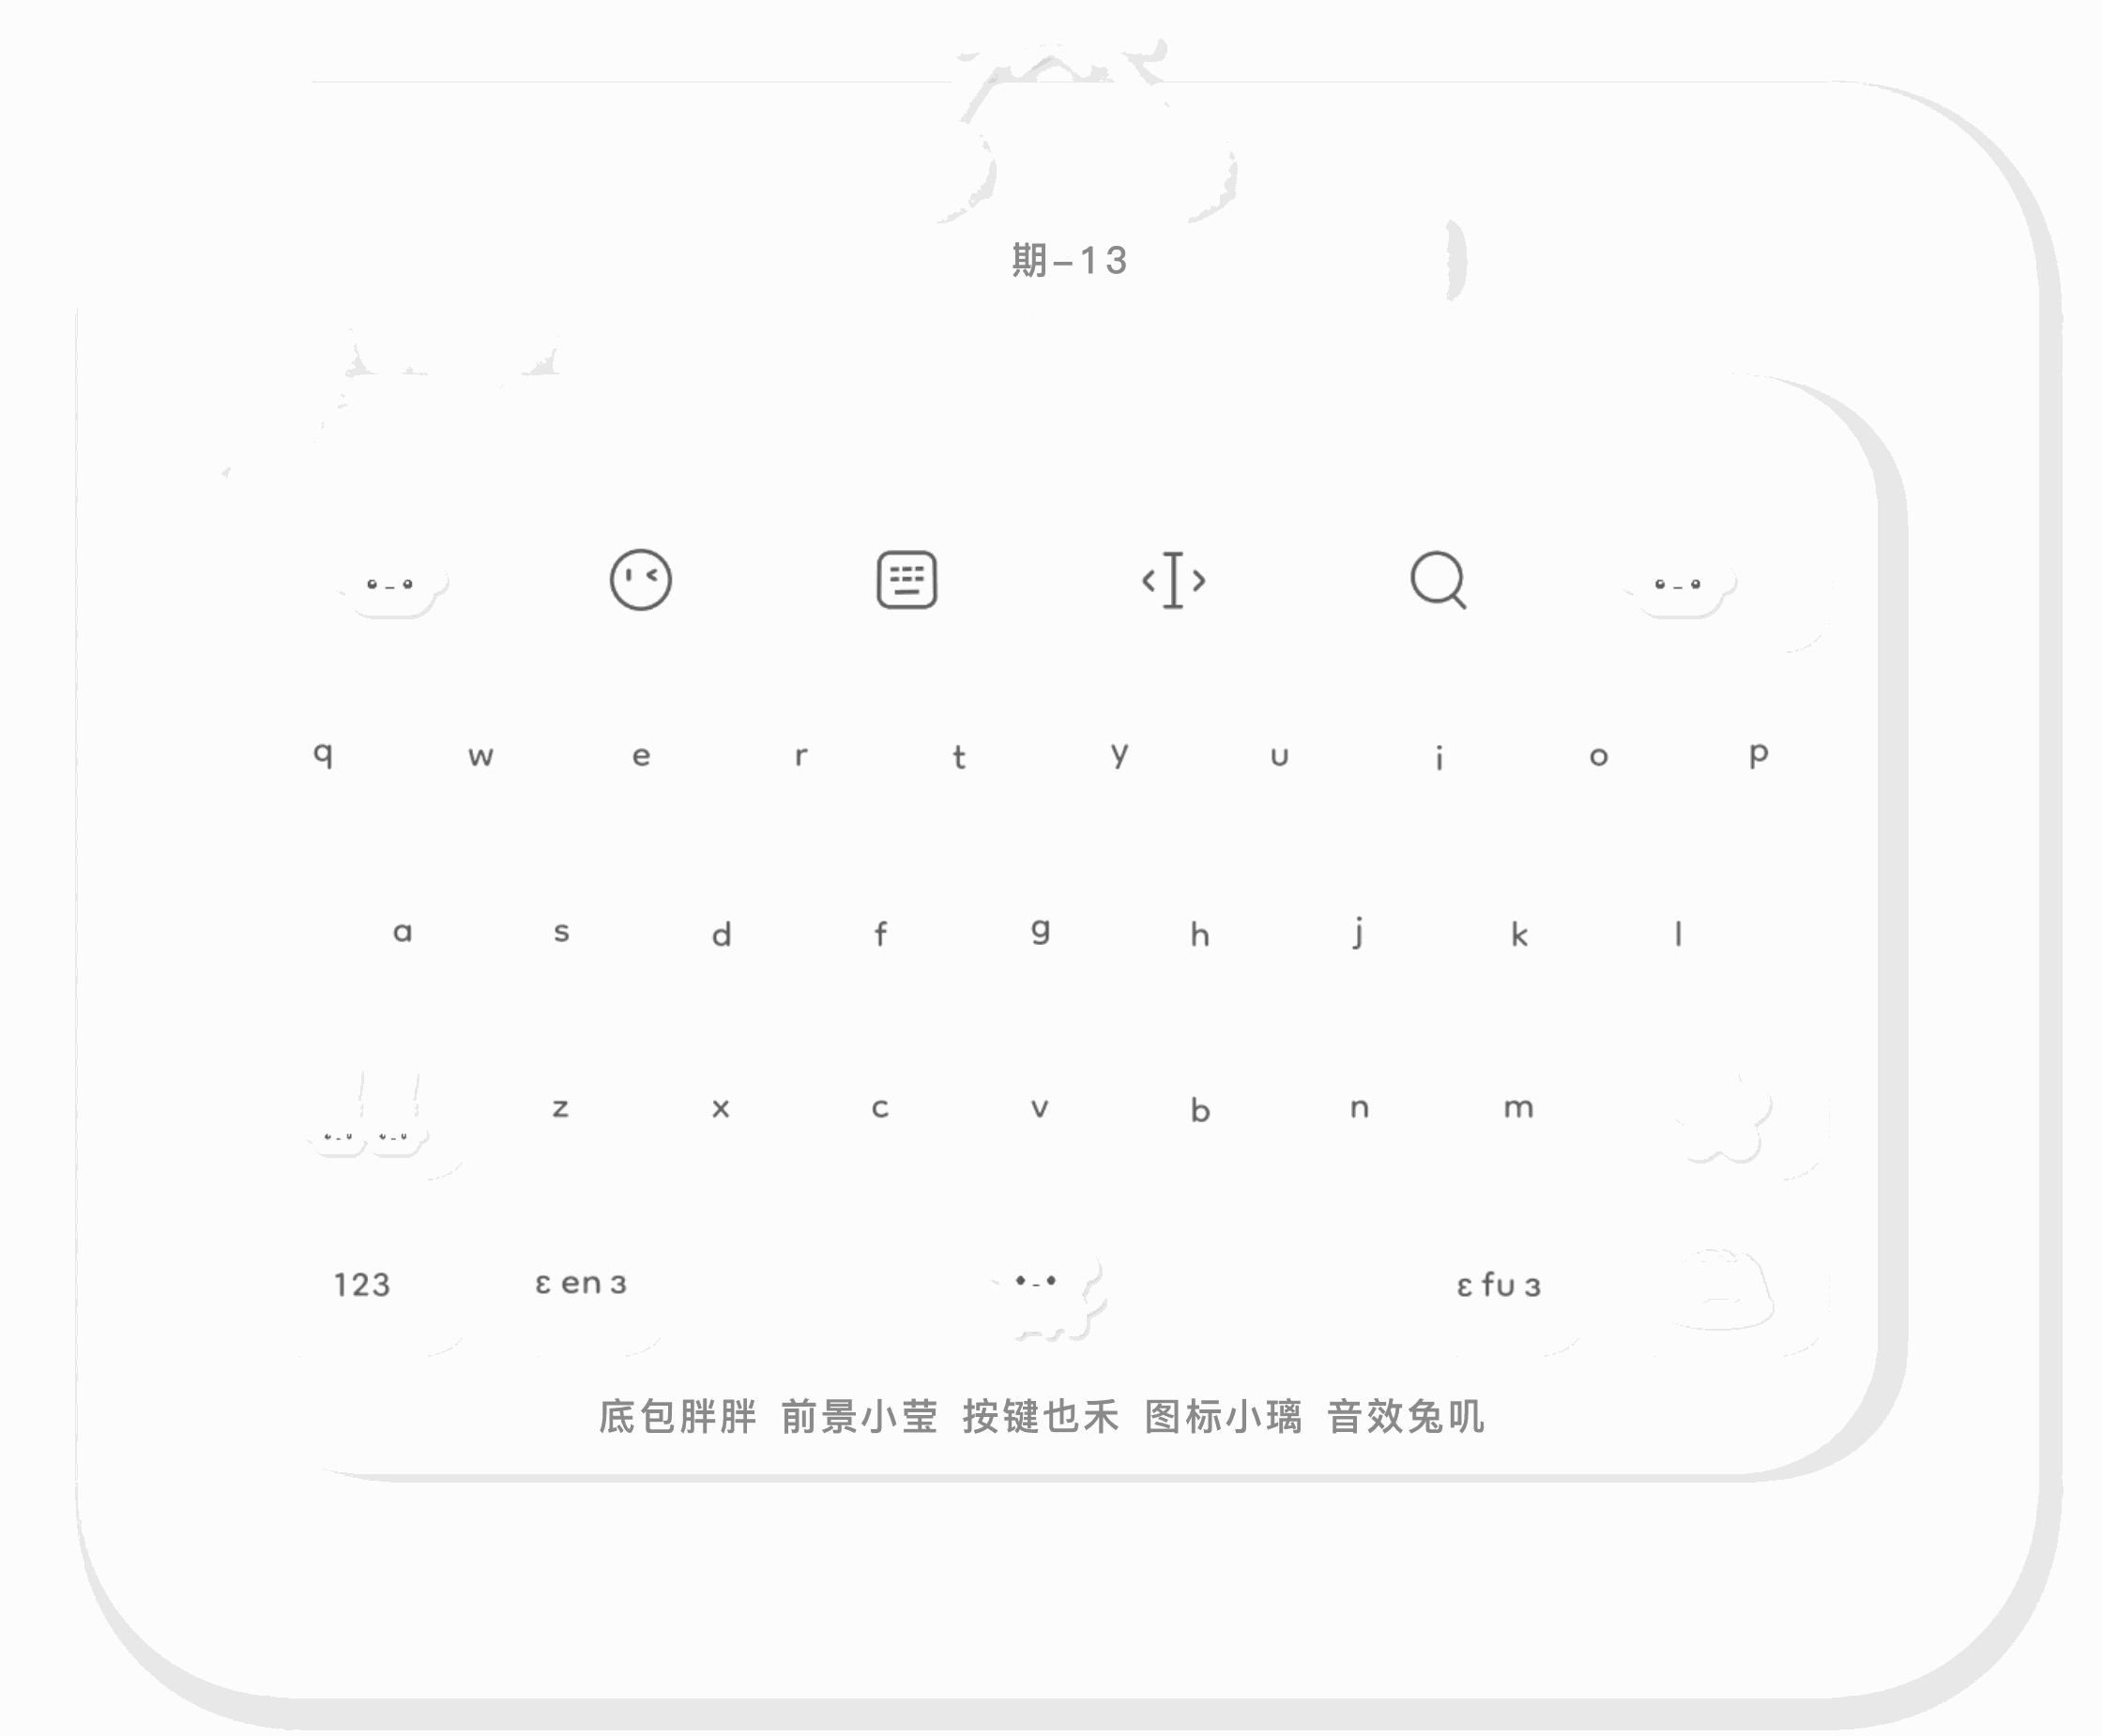 期–13
q w e r t y u i o p
a s d f g h j k l
z x c v b n m
123 ε en з ε fu з
底包胖胖 前景小莹 按键也禾 图标小璃 音效兔叽